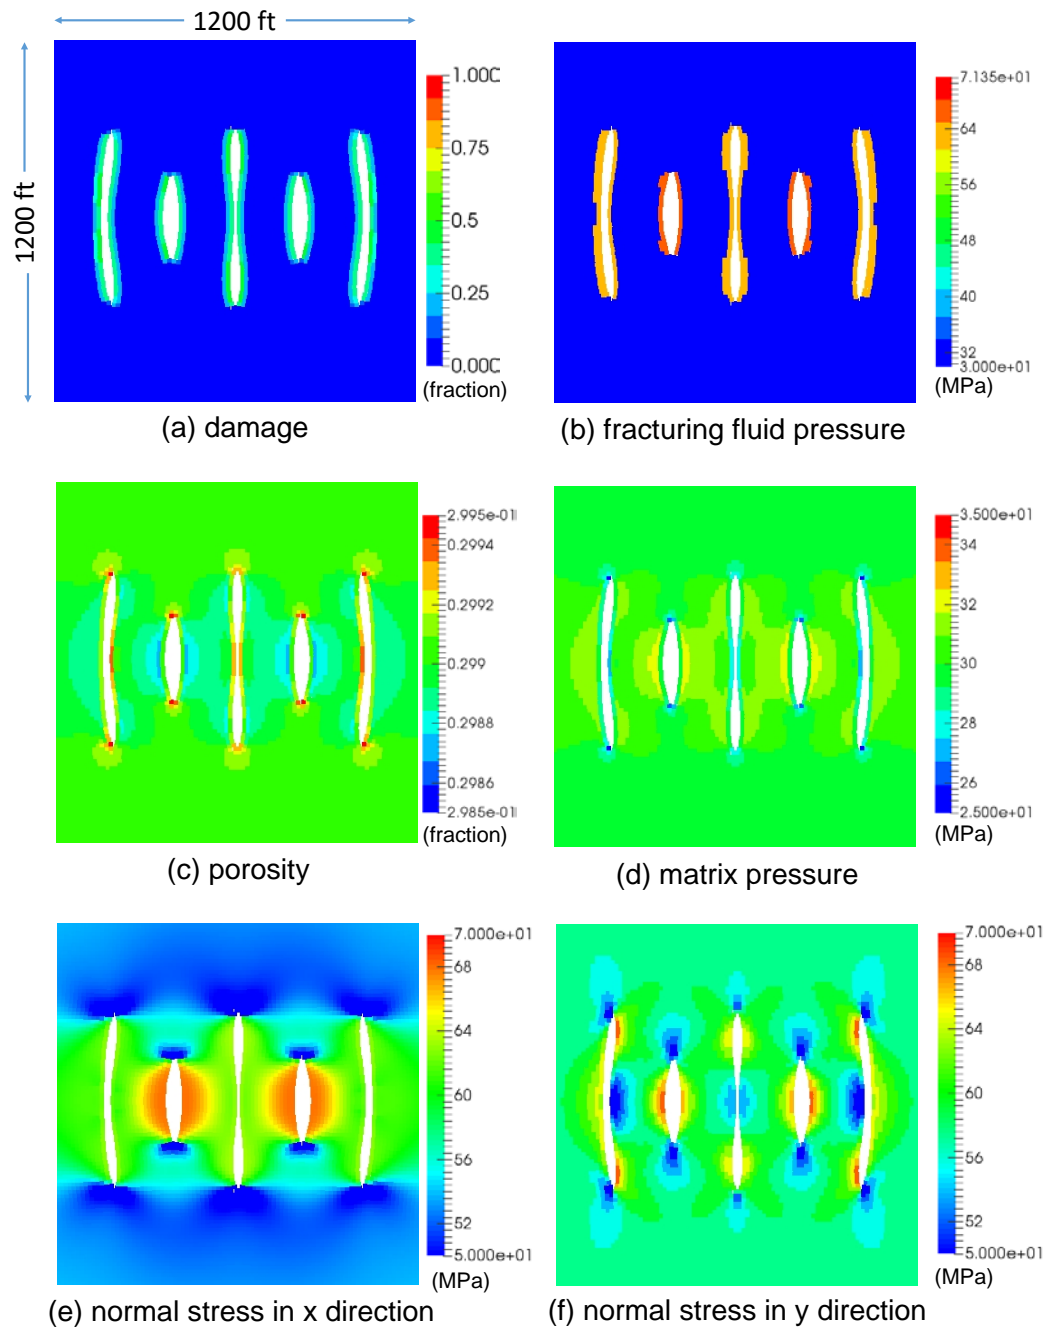 1200 ft
1200 ft
1.00C
0.75
0.5
0.25
0.00C
(fraction)
(a) damage
7.135e+01
64
56
48
40
32
3.000e+01
(MPa)
(b) fracturing fluid pressure
2.995e-01
0.2994
0.2992
0.299
0.2988
0.2986
2.985e-01
(fraction)
(c) porosity
3.500e+01
34
32
30
28
26
2.500e+01
(MPa)
(d) matrix pressure
7.000e+01
68
64
60
56
52
5.000e+01
(MPa)
(e) normal stress in x direction
7.000e+01
68
64
60
56
52
5.000e+01
(MPa)
(f) normal stress in y direction